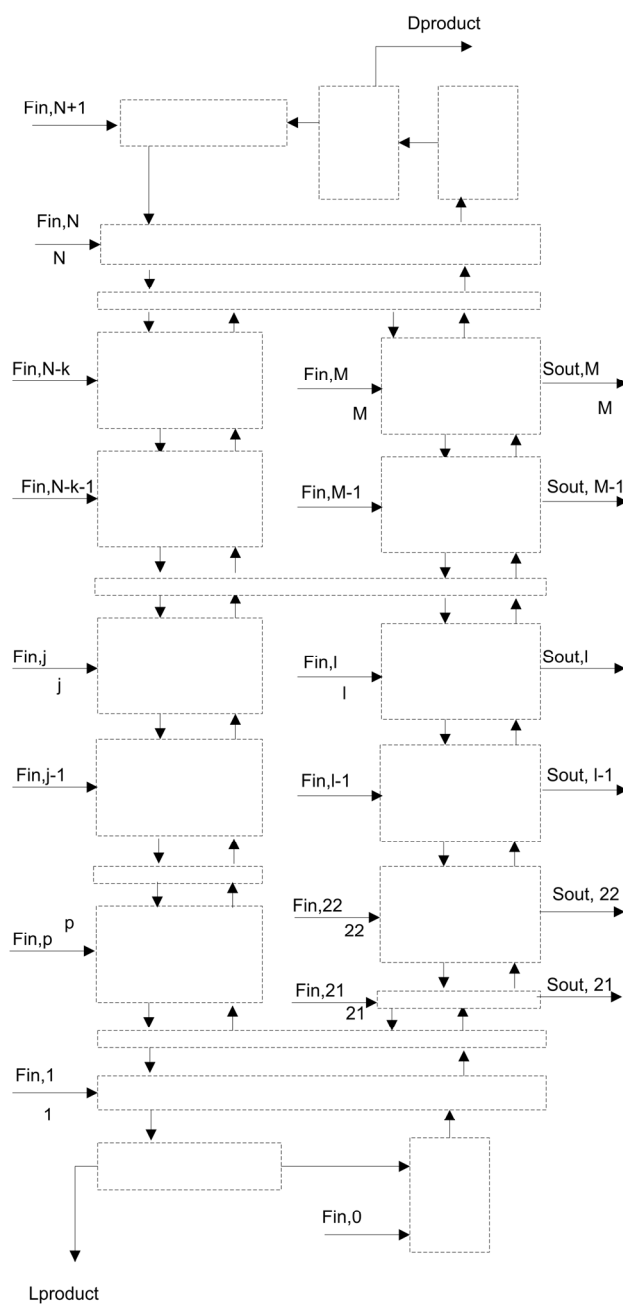 Dproduct
Fin,N+1
Fin,N
N
Fin,N-k
Fin,M
M
Sout,M
M
Fin,N-k-1
Fin,M-1
Sout, M-1
Fin,j
j
Fin,l
l
Sout,l
Fin,j-1
Fin,l-1
Sout, l-1
p
Fin,p
Fin,22
22
Sout, 22
Fin,21
21
Sout, 21
Fin,1
1
Fin,0
Lproduct